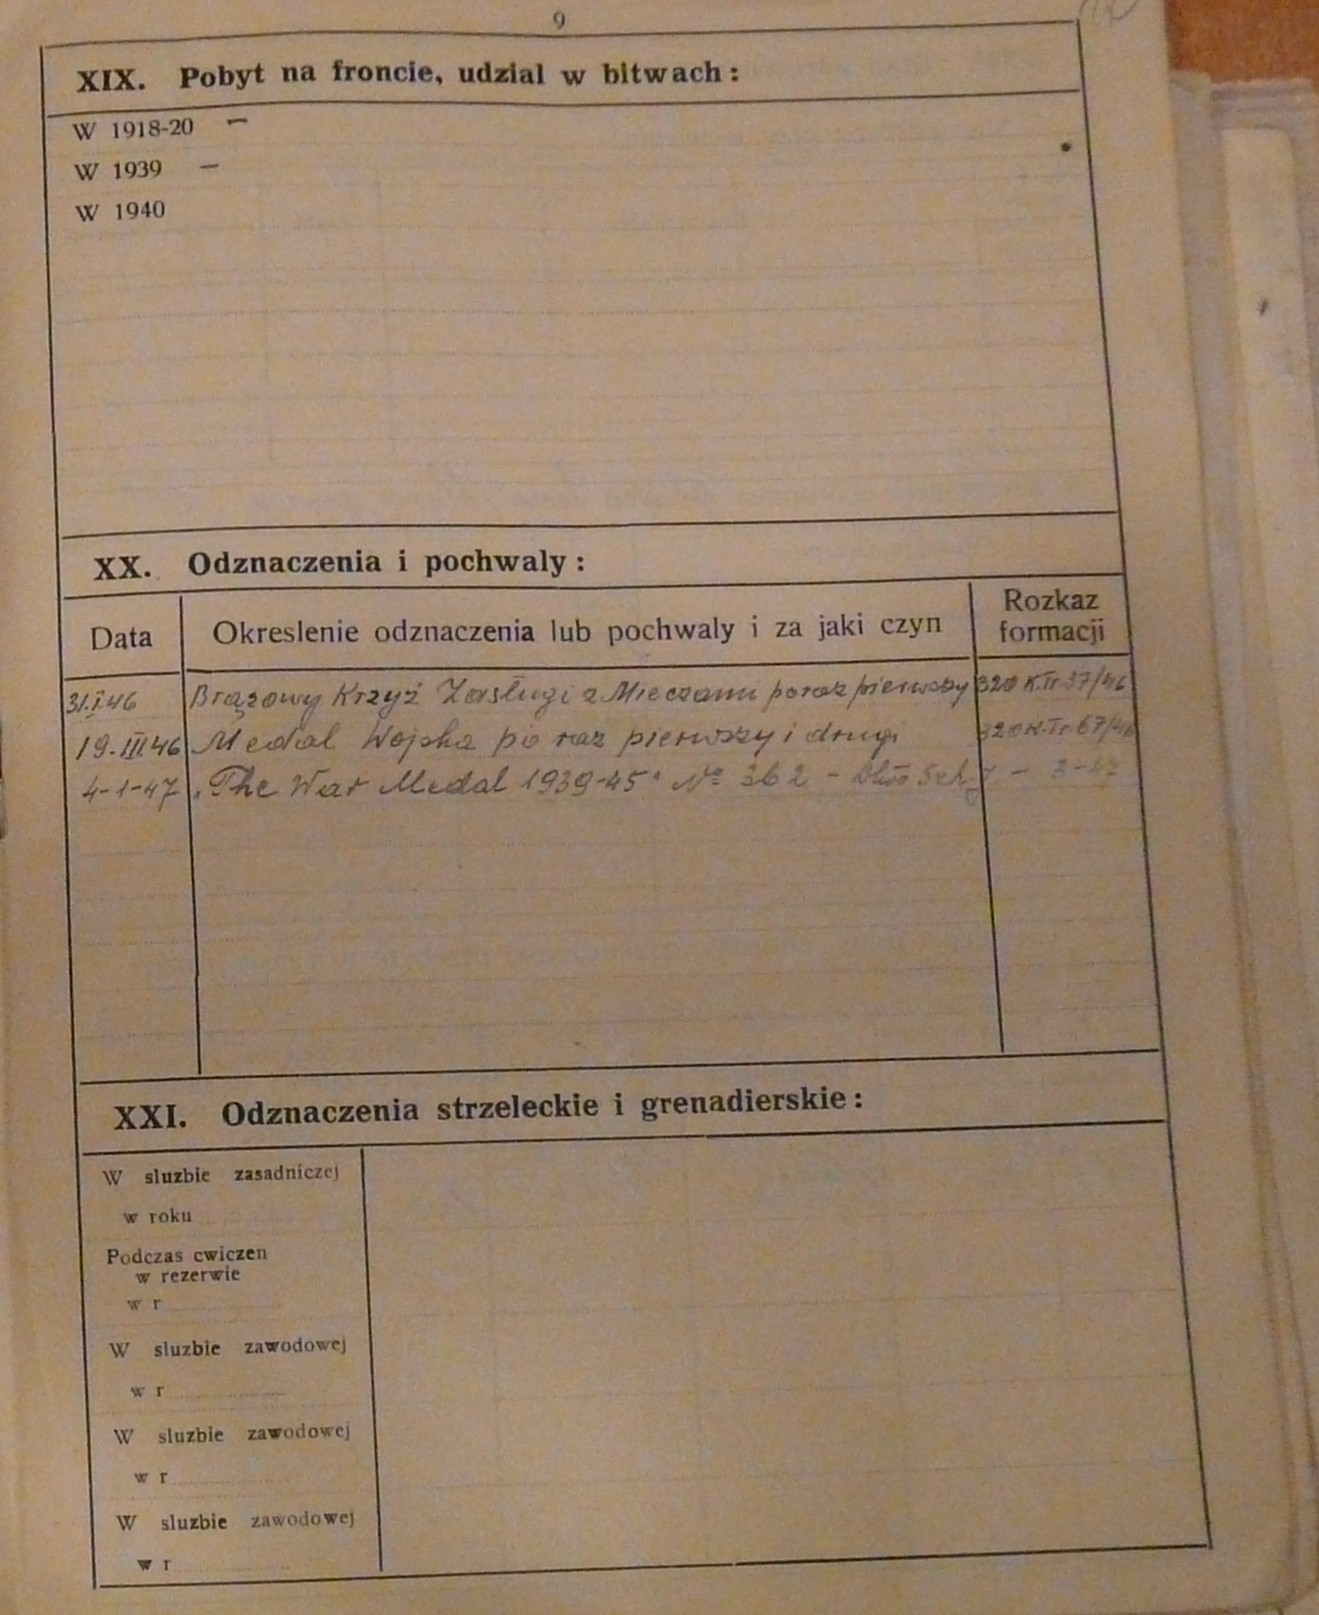 9
XIX. Pobyt na froncie, udzial w bitwach :
W 1918-20 —
W 1939 —
W 1940
XX. Odznaczenia i pochwaly :
Data Okreslenie odznaczenia lub pochwaly i za jaki czyn Rozkaz formacji
31.I.46 Brązowy Krzyż Zasługi z Mieczami poraz pierwszy 320 K.Tr 37/46
19.III 46 Medal Wojska po raz pierwszy i drugi 320 K.Tr 67/46
4-1-47 "The War Medal 1939-45" № 362 - 3-47
XXI. Odznaczenia strzeleckie i grenadierskie :
W sluzbie zasadniczej
w roku
Podczas cwiczen
w rezerwie
w r
W sluzbie zawodowej
w r
W sluzbie zawodowej
w r
W sluzbie zawodowej
w r